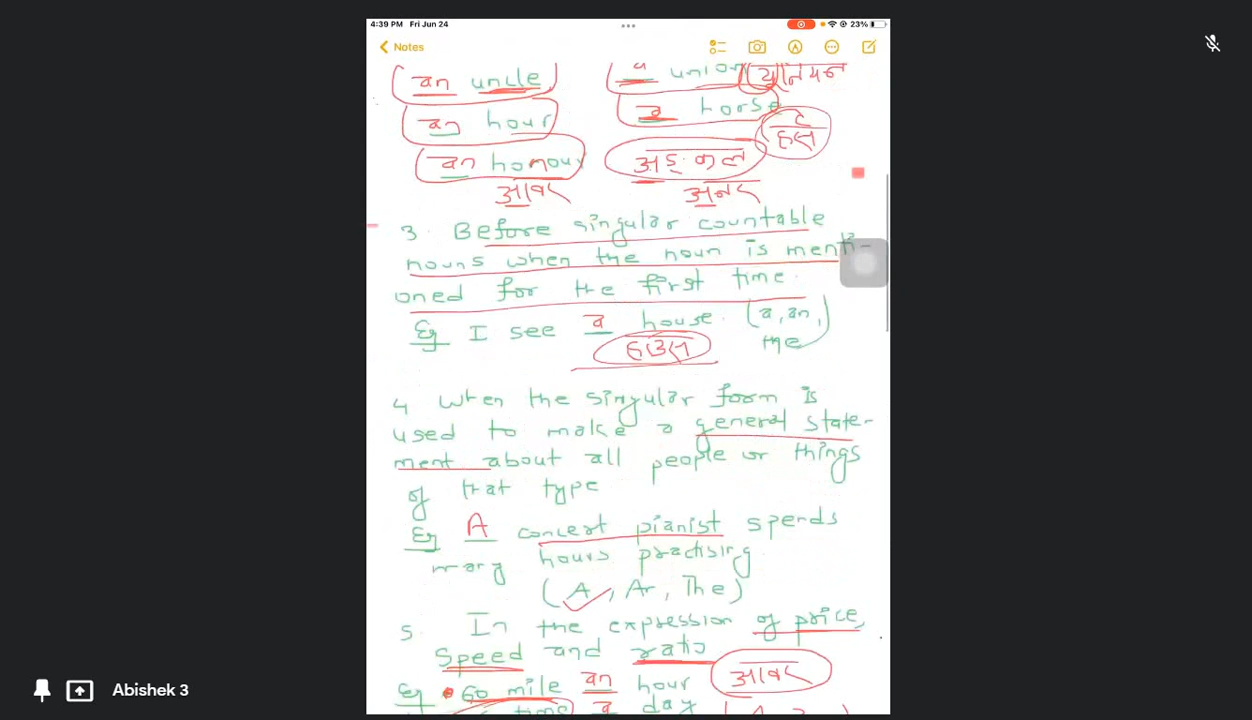 4:39 PM Fri Jun 24
23%
Notes
an uncle
a union
यूनियन
an hour
a horse
हर्स
an honour
अङ्कल
आवर
अनर
3. Before singular countable
nouns when the noun is menti-
oned for the first time.
Eg I see a house. (a, an,
the
हाउस
4 When the singular form is
used to make a general state-
ment about all people or things
of that type
Eg A concert pianist spends
many hours practising
(A, An, The)
5. In the expression of price,
speed and ratio
आवर
Eg 60 mile an hour
a day
Abishek 3